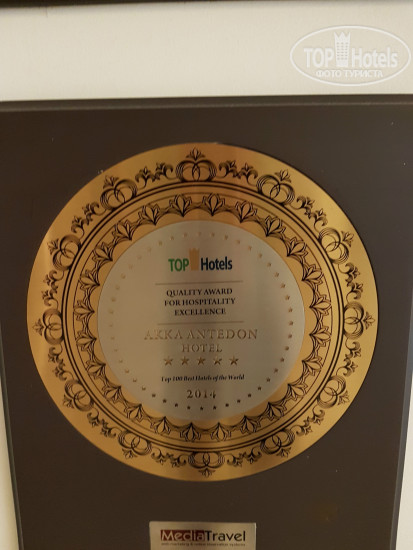 TOP Hotels
ФОТО ТУРИСТА
TOP Hotels
QUALITY AWARD
FOR HOSPITALITY
EXCELLENCE
AKKA ANTEDON
HOTEL
Top 100 Best Hotels of the World
2014
MediaTravel